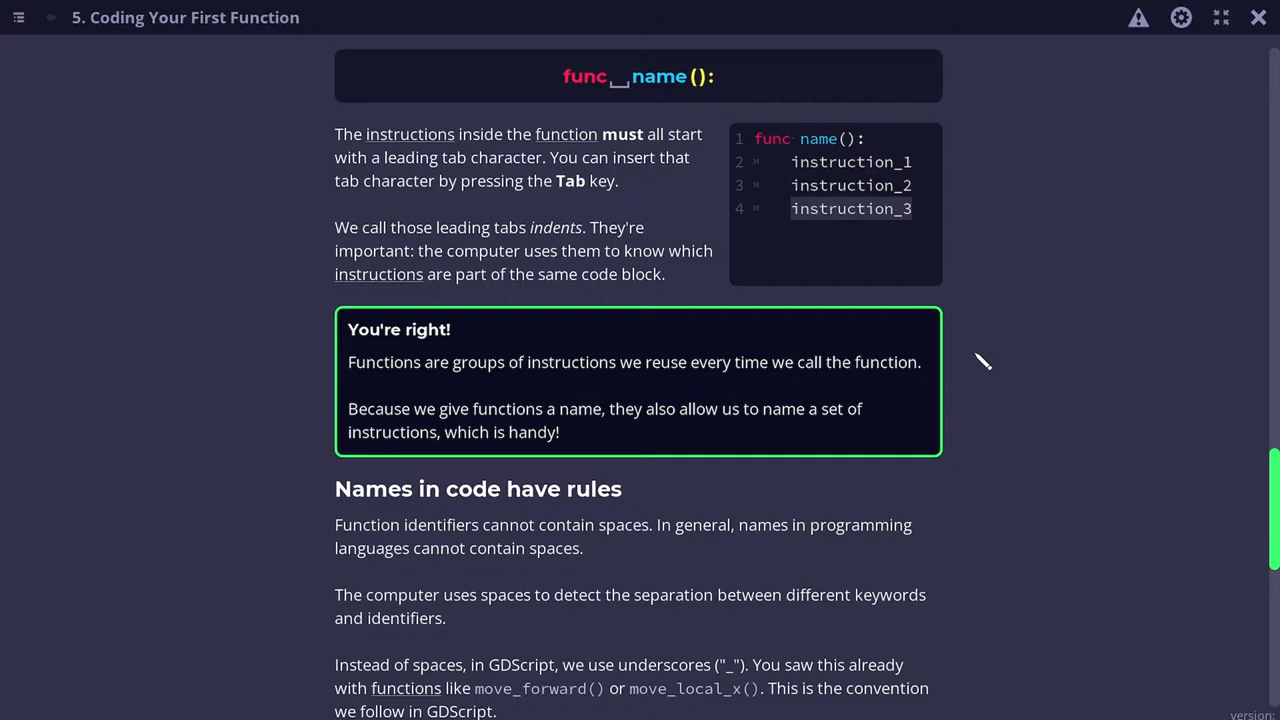 5. Coding Your First Function
func name():
The instructions inside the function must all start
with a leading tab character. You can insert that
tab character by pressing the Tab key.
We call those leading tabs indents. They're
important: the computer uses them to know which
instructions are part of the same code block.
1 func name():
2 instruction_1
3 instruction_2
4 instruction_3
You're right!
Functions are groups of instructions we reuse every time we call the function.
Because we give functions a name, they also allow us to name a set of
instructions, which is handy!
Names in code have rules
Function identifiers cannot contain spaces. In general, names in programming
languages cannot contain spaces.
The computer uses spaces to detect the separation between different keywords
and identifiers.
Instead of spaces, in GDScript, we use underscores ("_"). You saw this already
with functions like move_forward() or move_local_x(). This is the convention
we follow in GDScript.
version: